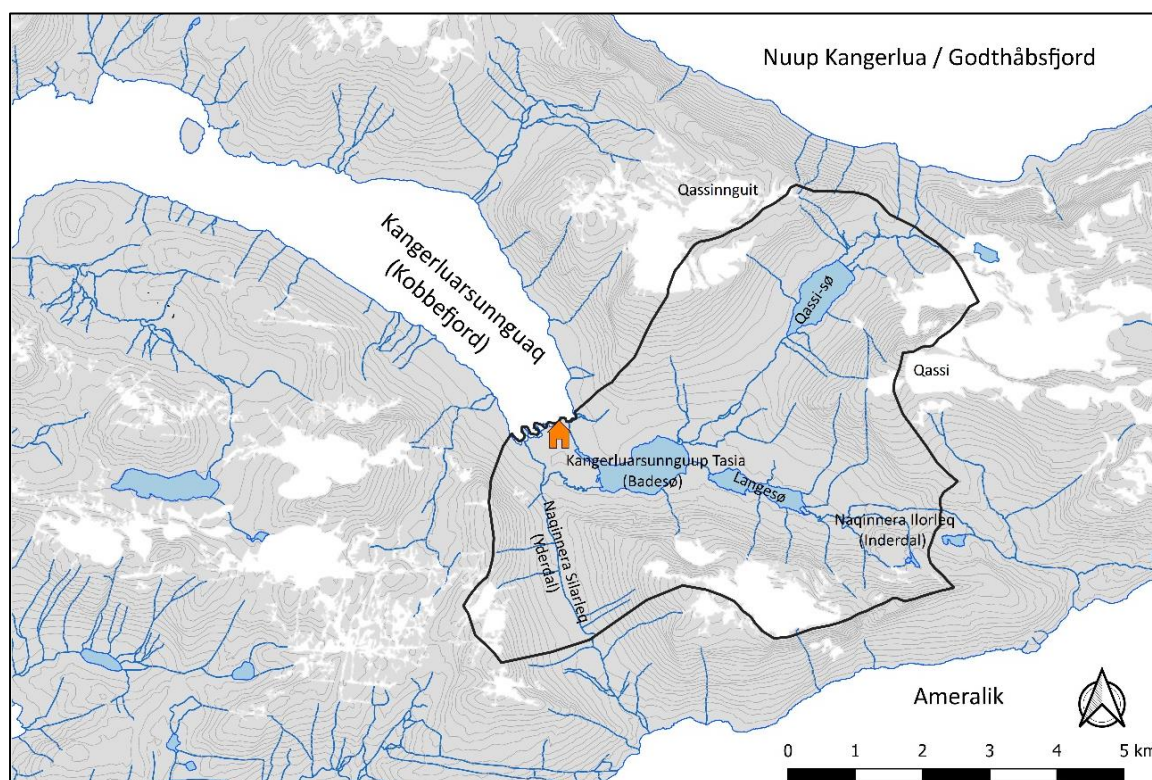 Nuup Kangerlua / Godthåbsfjord
Qassinnguit
Kangerluarsunnguaq
(Kobbefjord)
Qassi-sø
Qassi
Kangerluarsunnguup Tasia
(Badesø)
Langesø
Naqinnera Ilorleq
(Inderdal)
Naqinnera Silarleq
(Yderdal)
Ameralik
0 1 2 3 4 5 km